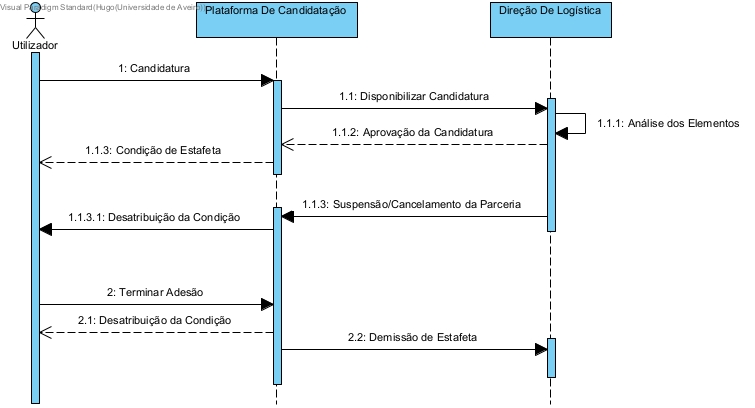 Visual Paradigm Standard(Hugo(Universidade de Aveiro))
Plataforma De Candidatação
Direção De Logística
Utilizador
1: Candidatura
1.1: Disponibilizar Candidatura
1.1.1: Análise dos Elementos
1.1.2: Aprovação da Candidatura
1.1.3: Condição de Estafeta
1.1.3: Suspensão/Cancelamento da Parceria
1.1.3.1: Desatribuição da Condição
2: Terminar Adesão
2.1: Desatribuição da Condição
2.2: Demissão de Estafeta